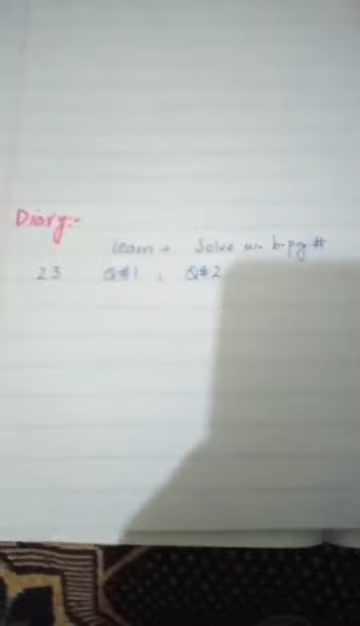 Diary:-
Learn + Solve w. b. pg #
23 Q#1 , Q#2